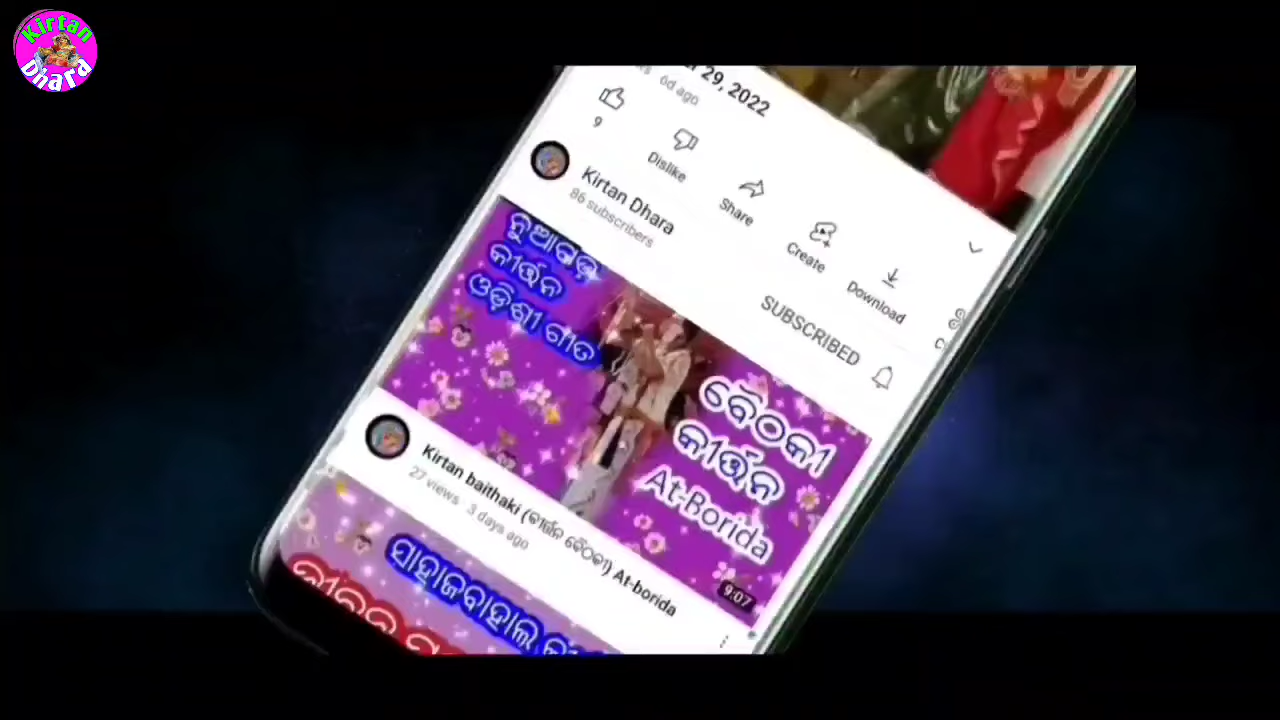 Kirtan
Dhara
29, 2022
6d ago
9
Dislike
Share
Create
Download
Kirtan Dhara
86 subscribers
SUBSCRIBED
କୀର୍ତ୍ତନ
ଓଡ଼ିଶୀ ଗୀତ
ବୈଠକୀ
କୀର୍ତ୍ତନ
At-Borida
9:07
Kirtan baithaki (କୀର୍ତ୍ତନ ବୈଠକୀ) At-borida
27 views · 3 days ago
ସାହାଜବାହାଲ